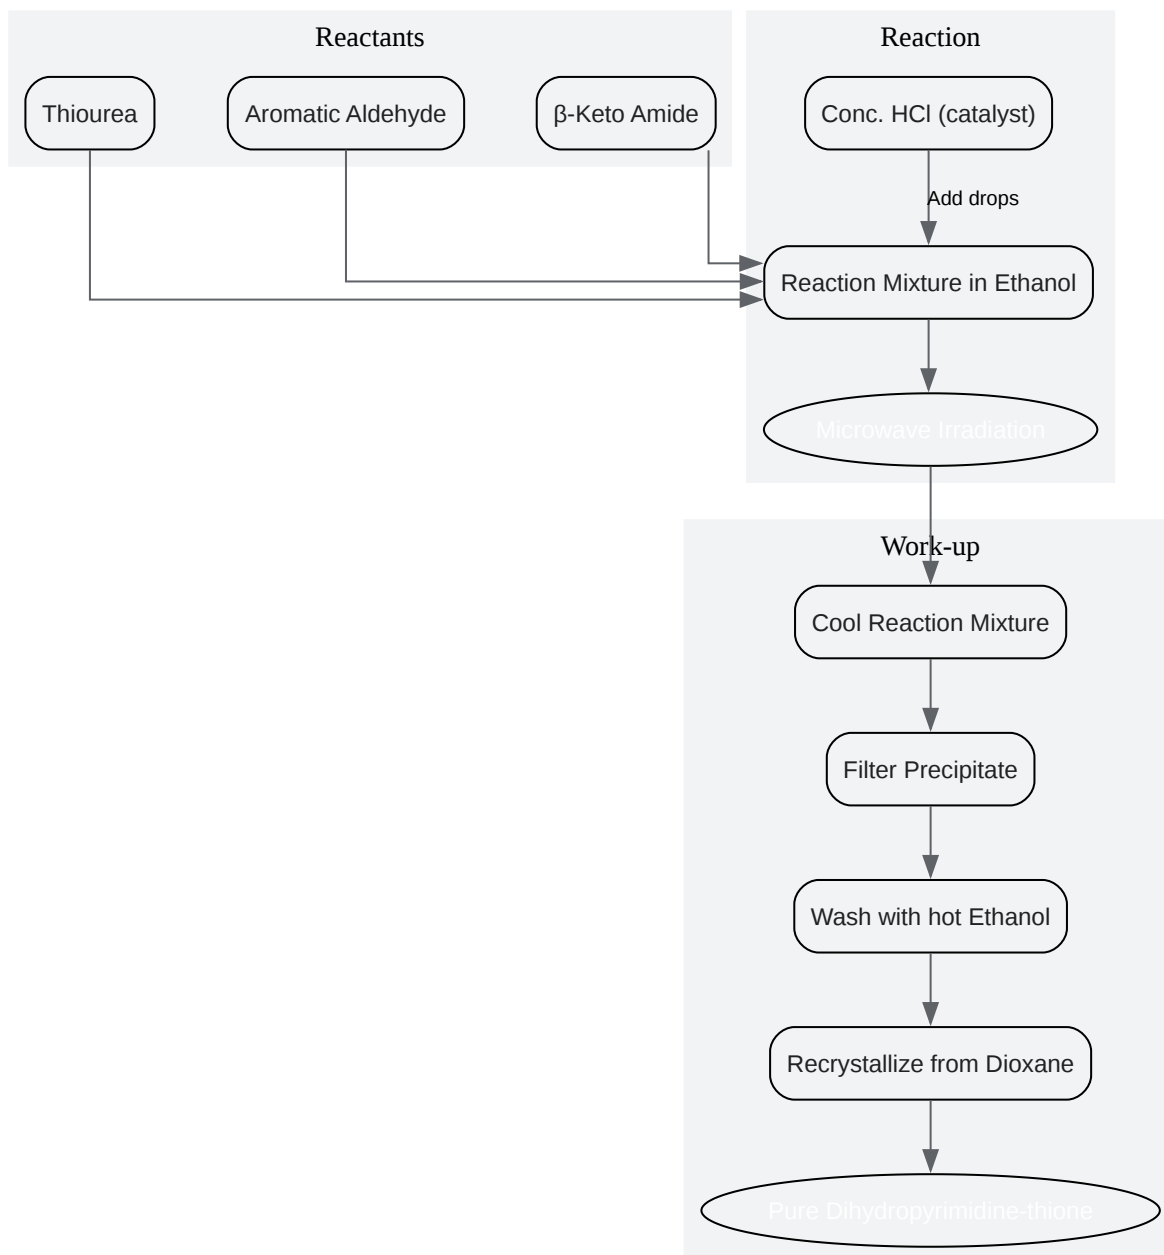 Reactants
Reaction
Thiourea
Aromatic Aldehyde
β-Keto Amide
Conc. HCl (catalyst)
Add drops
Reaction Mixture in Ethanol
Microwave Irradiation
Work-up
Cool Reaction Mixture
Filter Precipitate
Wash with hot Ethanol
Recrystallize from Dioxane
Pure Dihydropyrimidine-thione